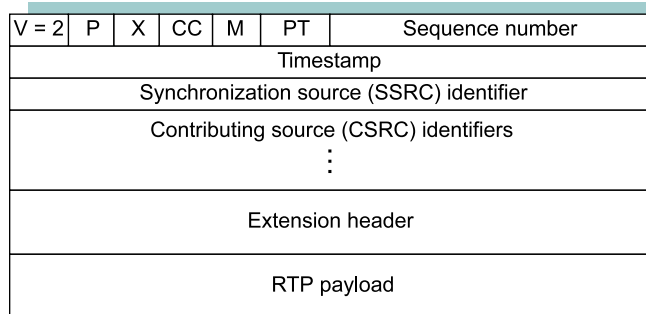 V = 2 P X CC M PT Sequence number
Timestamp
Synchronization source (SSRC) identifier
Contributing source (CSRC) identifiers
⋮
Extension header
RTP payload